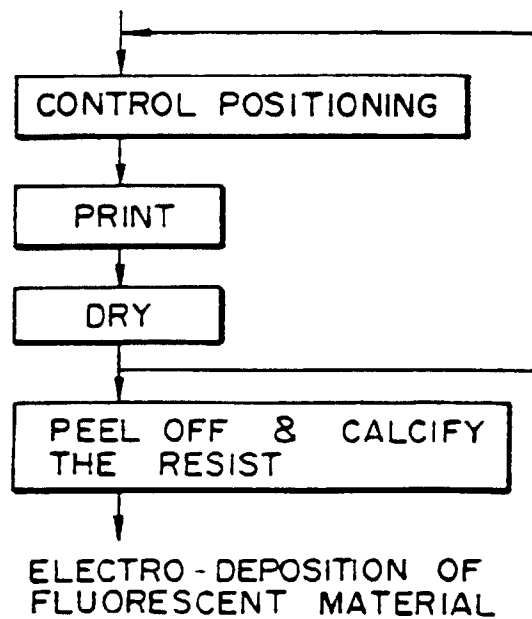 CONTROL POSITIONING
PRINT
DRY
PEEL OFF & CALCIFY
THE RESIST
ELECTRO-DEPOSITION OF
FLUORESCENT MATERIAL